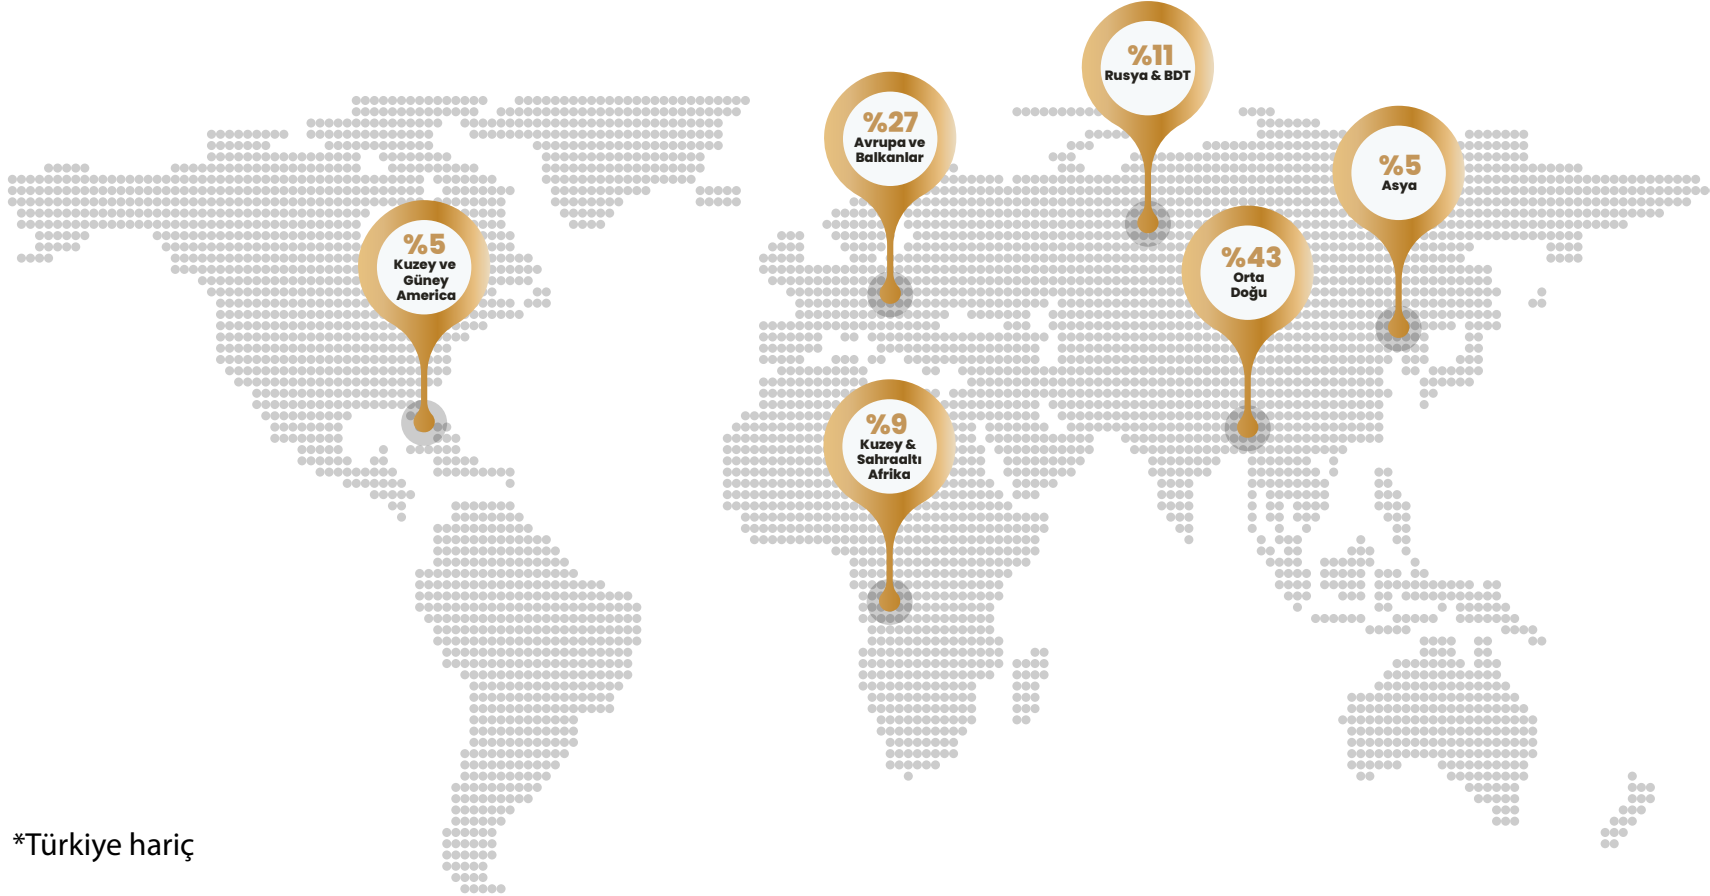 %11
Rusya & BDT
%27
Avrupa ve
Balkanlar
%5
Asya
%5
Kuzey ve
Güney
America
%43
Orta
Doğu
%9
Kuzey &
Sahraaltı
Afrika
*Türkiye hariç